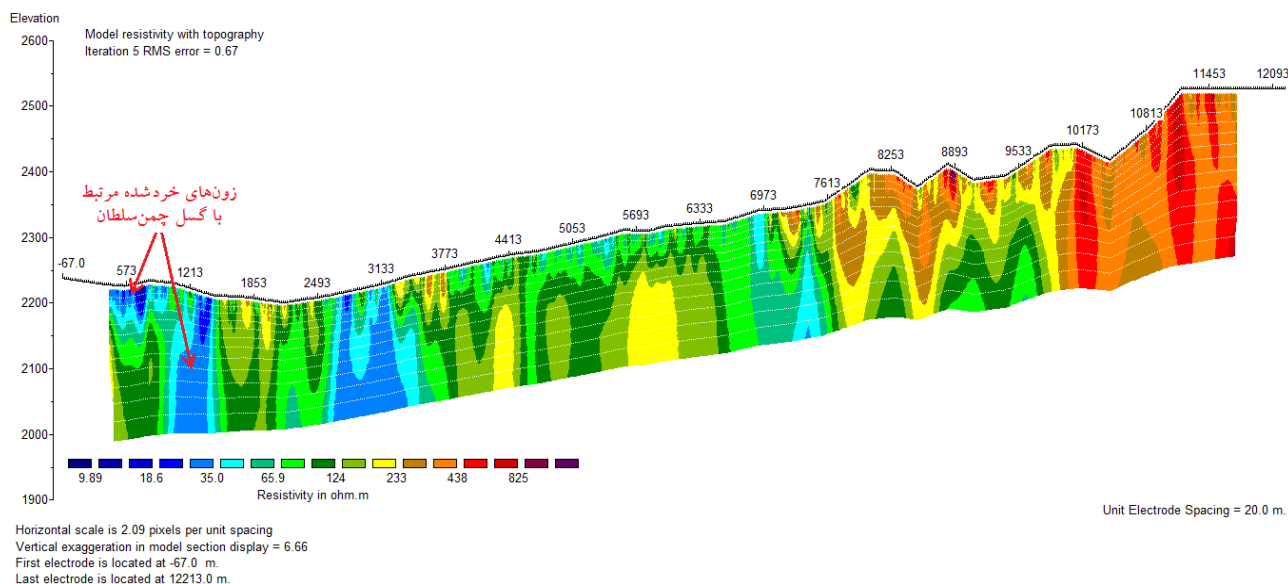 Elevation
Model resistivity with topography
Iteration 5 RMS error = 0.67
2600
2500
2400
2300
2200
2100
2000
1900
زون‌های خردشده مرتبط
با گسل چمن‌سلطان
-67.0 573 1213 1853 2493 3133 3773 4413 5053 5693 6333 6973 7613 8253 8893 9533 10173 10813 11453 12093
9.89 18.6 35.0 65.9 124 233 438 825
Resistivity in ohm.m
Unit Electrode Spacing = 20.0 m.
Horizontal scale is 2.09 pixels per unit spacing
Vertical exaggeration in model section display = 6.66
First electrode is located at -67.0 m.
Last electrode is located at 12213.0 m.